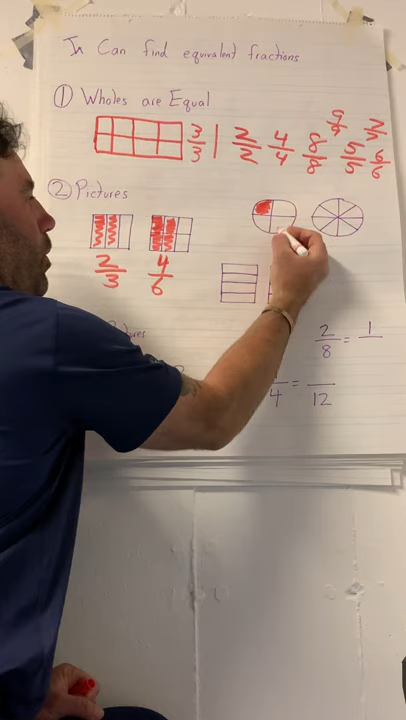 In Can find equivalent fractions
① Wholes are Equal
3/3 | 2/2 4/4 8/8 9/9 5/5 7/7 6/6
② Pictures
2/3 4/6
2/8 = 1/
/4 = /12